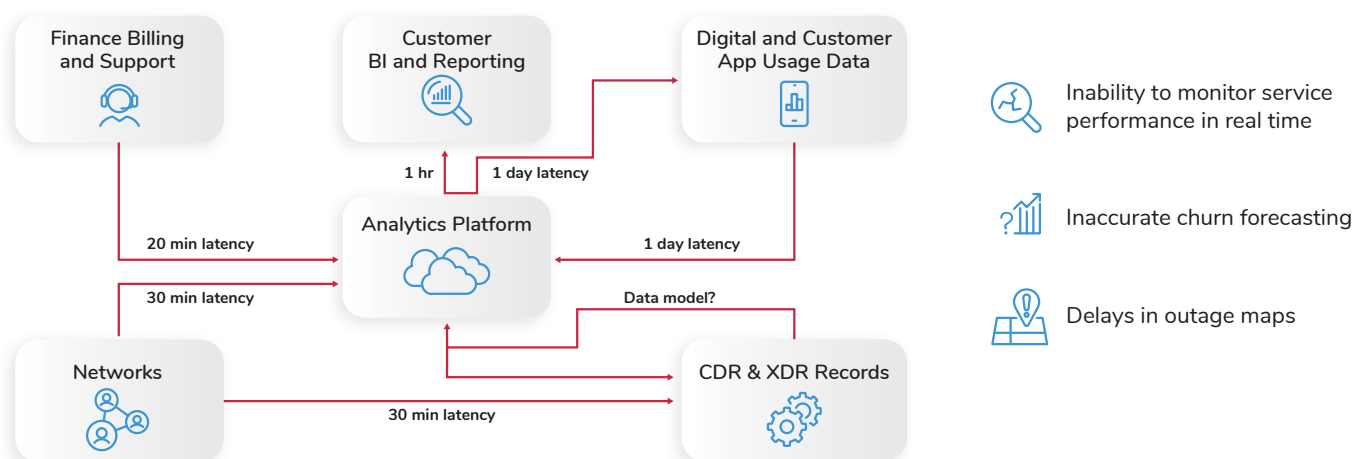 Finance Billing
and Support
Customer
BI and Reporting
Digital and Customer
App Usage Data
1 hr
1 day latency
Analytics Platform
20 min latency
1 day latency
30 min latency
Data model?
Networks
CDR & XDR Records
30 min latency
Inability to monitor service
performance in real time
?
Inaccurate churn forecasting
Delays in outage maps